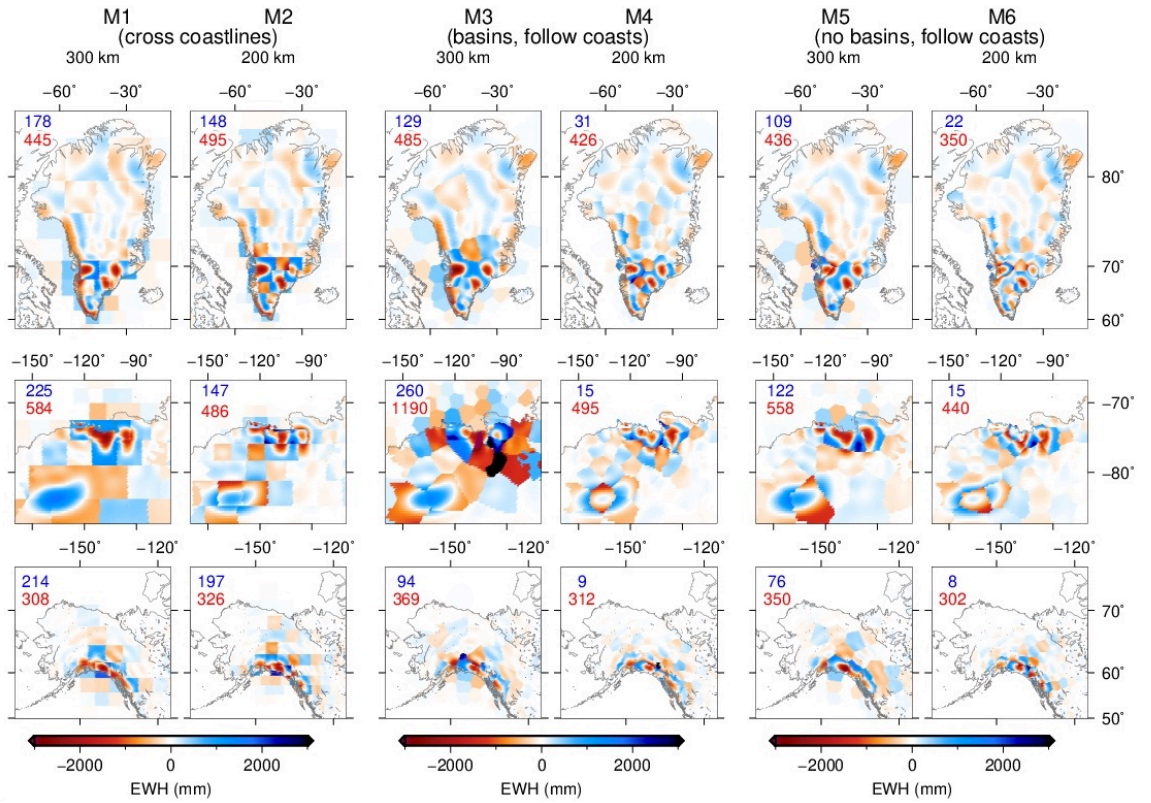 M1 M2 M3 M4 M5 M6
(cross coastlines) (basins, follow coasts) (no basins, follow coasts)
300 km 200 km 300 km 200 km 300 km 200 km
−60° −30° −60° −30° −60° −30° −60° −30° −60° −30° −60° −30°
178 148 129 31 109 22
445 495 485 426 436 350
80°
70°
60°
−150° −120° −90° −150° −120° −90° −150° −120° −90° −150° −120° −90° −150° −120° −90° −150° −120° −90°
225 147 260 15 122 15
584 486 1190 495 558 440
−70°
−80°
−150° −120° −150° −120° −150° −120° −150° −120° −150° −120° −150° −120°
214 197 94 9 76 8
308 326 369 312 350 302
70°
60°
50°
−2000 0 2000 −2000 0 2000 −2000 0 2000
EWH (mm) EWH (mm) EWH (mm)